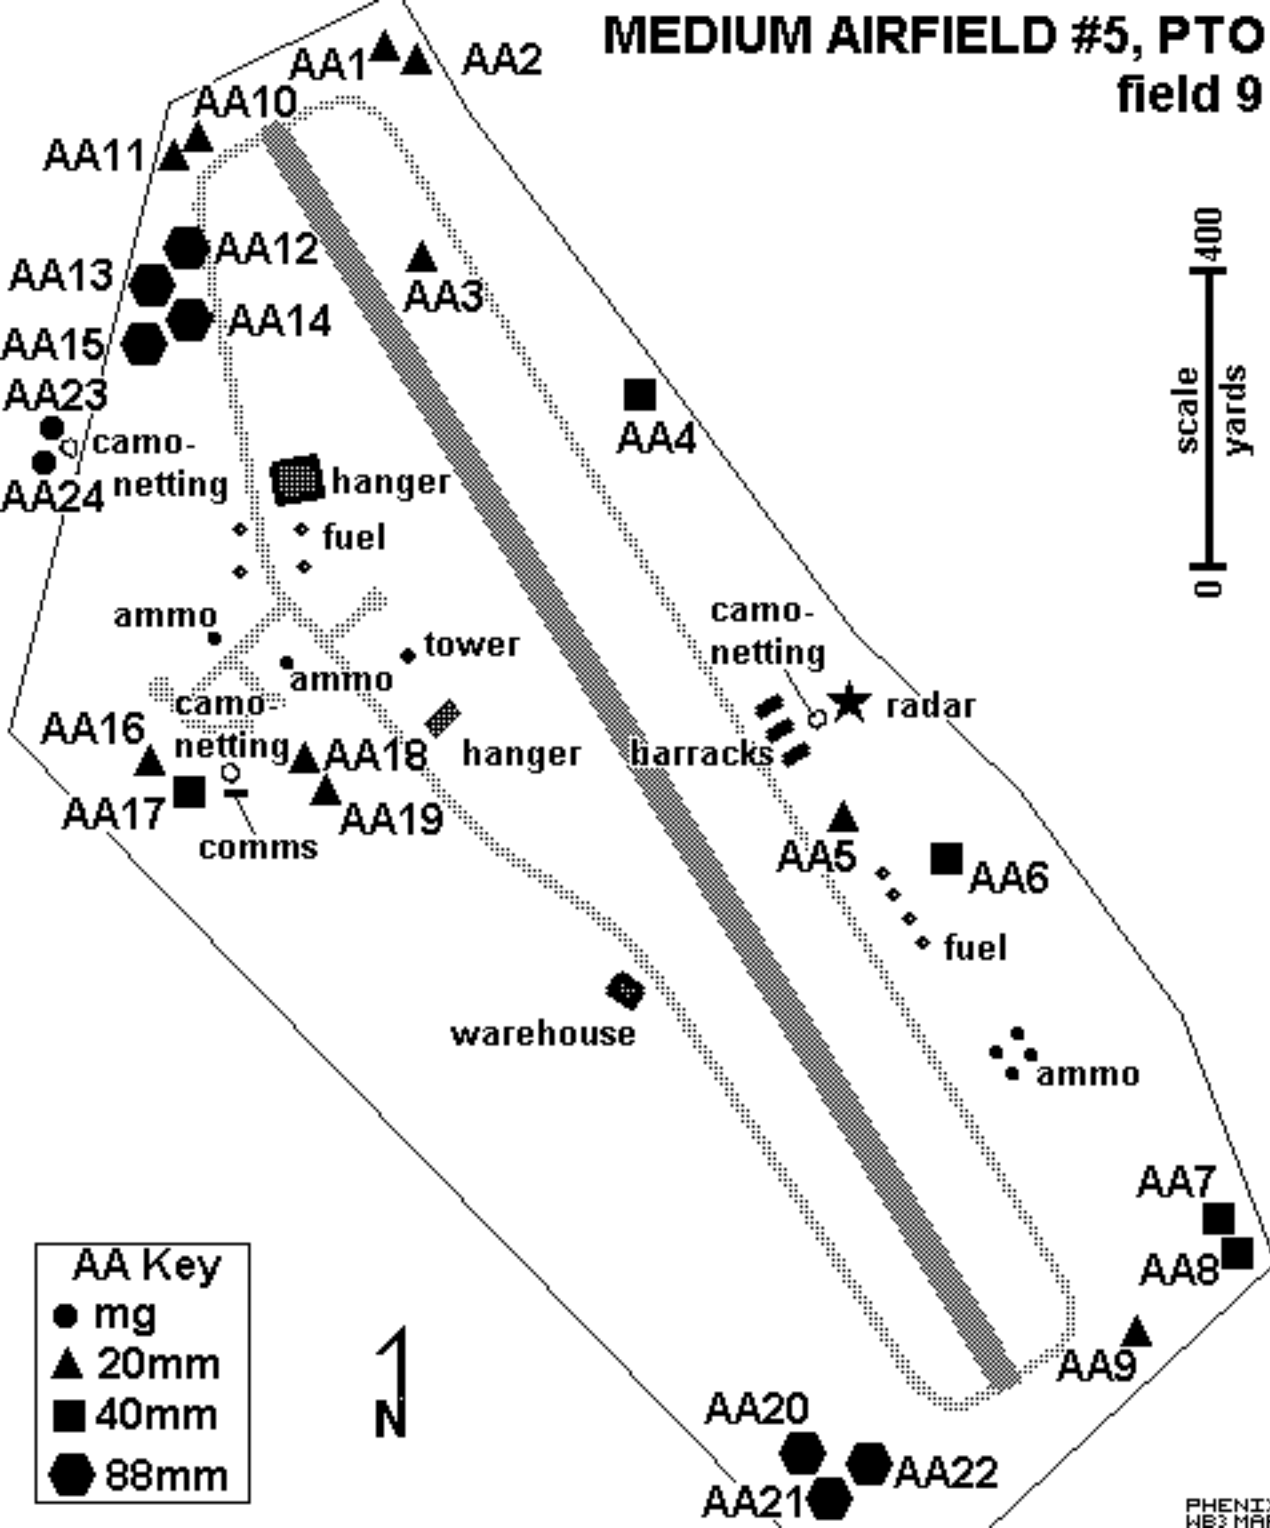 MEDIUM AIRFIELD #5, PTO
field 9
AA1
AA2
AA10
AA11
AA12
AA13
AA3
AA14
AA15
400
scale
yards
0
AA23
camo-
netting
AA24
AA4
hanger
fuel
ammo
tower
ammo
camo-
netting
radar
barracks
camo-
netting
AA16
AA18
hanger
AA17
AA19
comms
AA5
AA6
fuel
warehouse
ammo
AA7
AA8
AA9
AA Key
mg
20mm
40mm
88mm
N
AA20
AA22
AA21